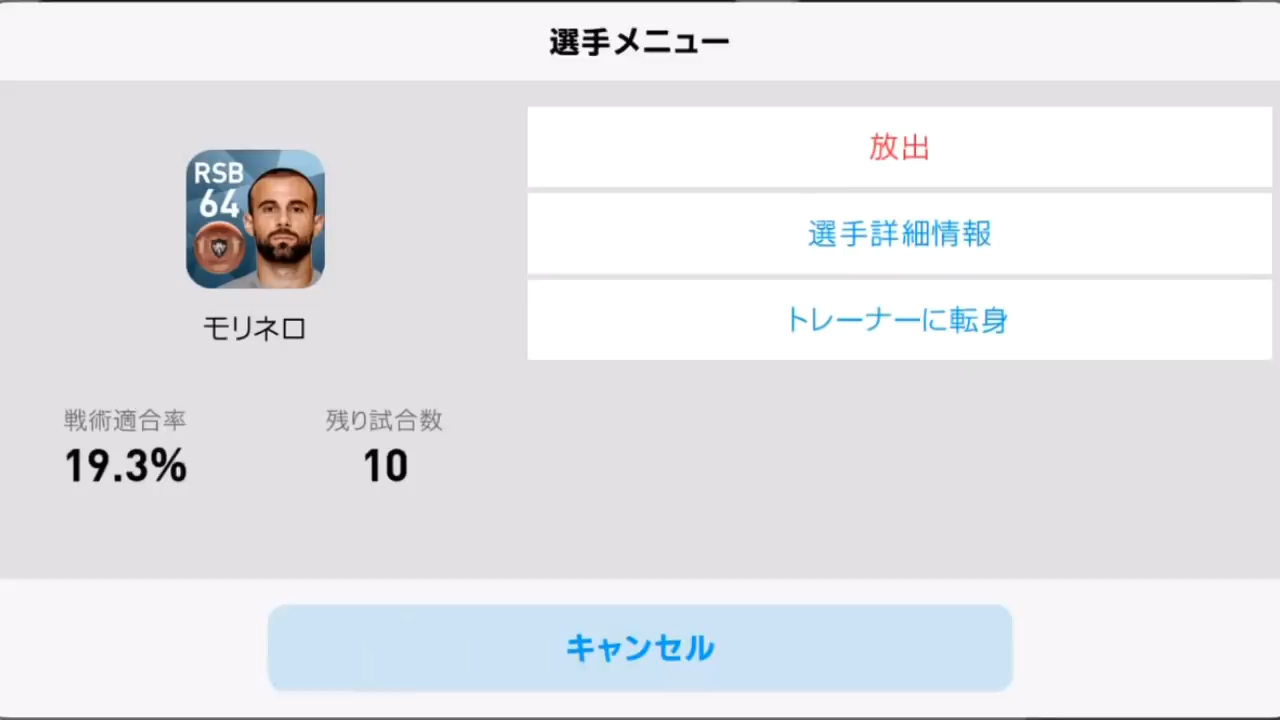 選手メニュー
RSB
64
モリネロ
戦術適合率
19.3%
残り試合数
10
放出
選手詳細情報
トレーナーに転身
キャンセル